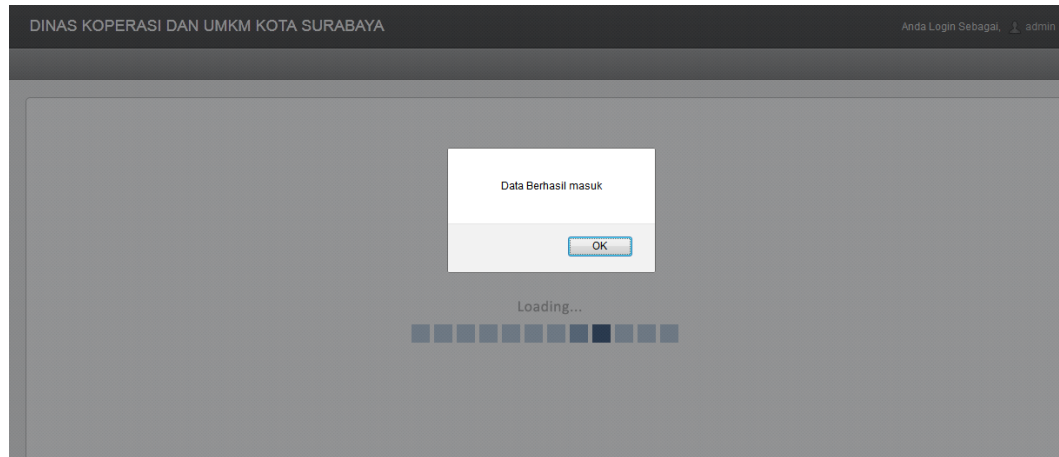 DINAS KOPERASI DAN UMKM KOTA SURABAYA
Anda Login Sebagai, admin
Data Berhasil masuk
OK
Loading...